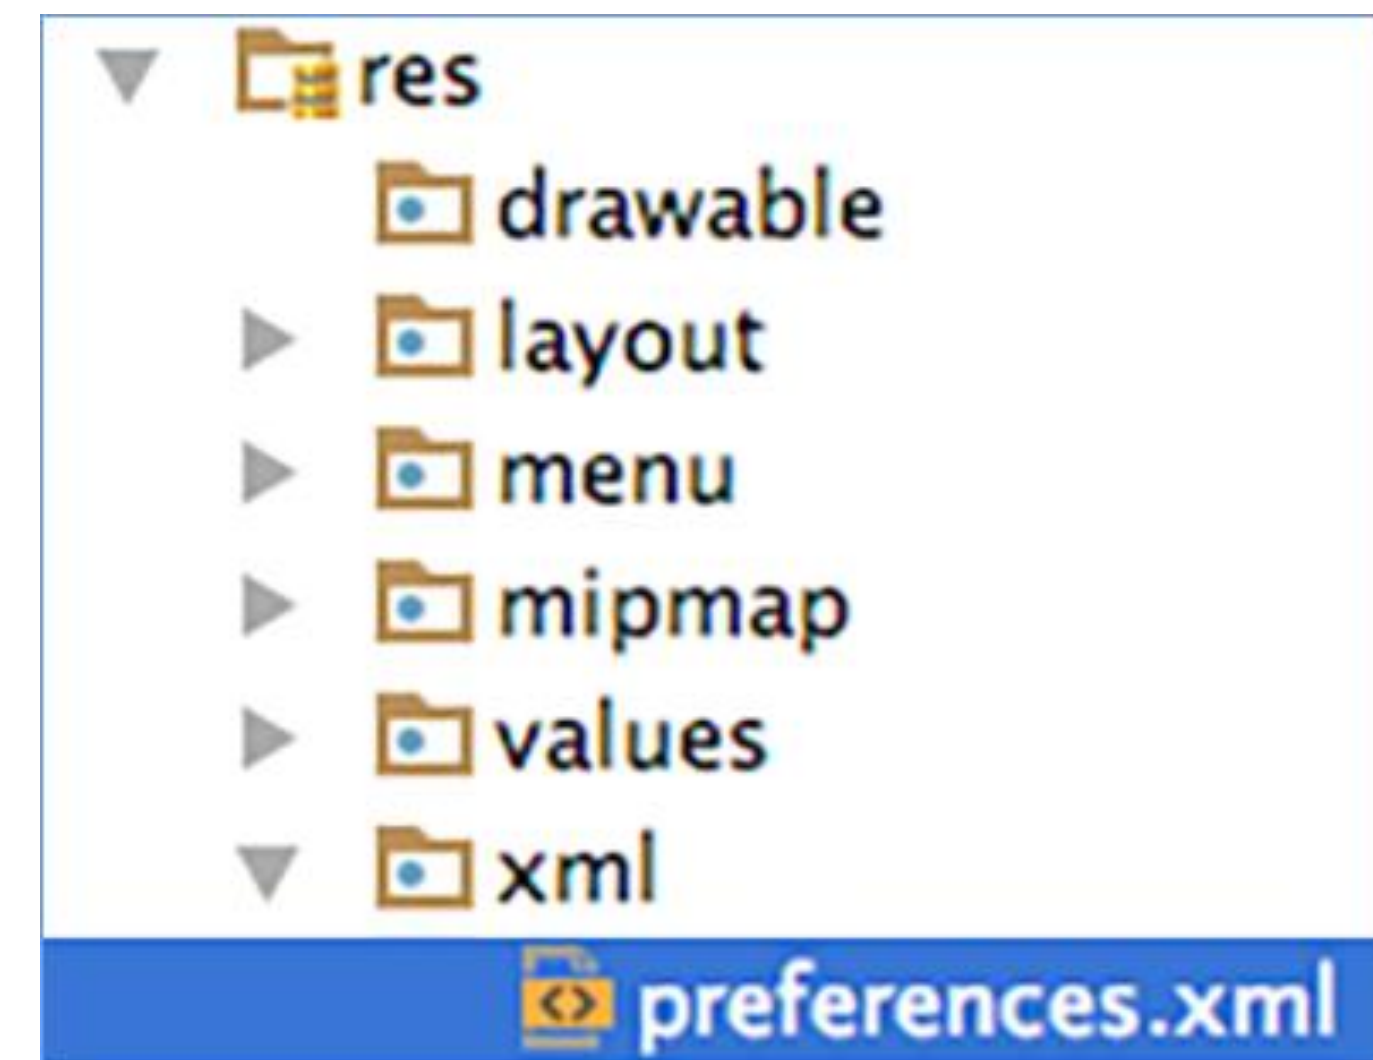 res
drawable
layout
menu
mipmap
values
xml
preferences.xml